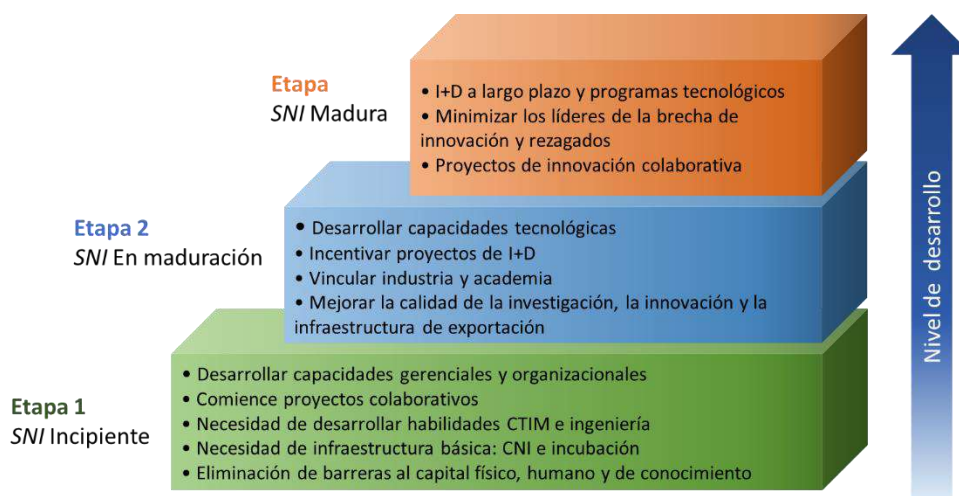 Etapa
SNI Madura
• I+D a largo plazo y programas tecnológicos
• Minimizar los líderes de la brecha de
innovación y rezagados
• Proyectos de innovación colaborativa
Etapa 2
SNI En maduración
• Desarrollar capacidades tecnológicas
• Incentivar proyectos de I+D
• Vincular industria y academia
• Mejorar la calidad de la investigación, la innovación y la
infraestructura de exportación
Etapa 1
SNI Incipiente
• Desarrollar capacidades gerenciales y organizacionales
• Comience proyectos colaborativos
• Necesidad de desarrollar habilidades CTIM e ingeniería
• Necesidad de infraestructura básica: CNI e incubación
• Eliminación de barreras al capital físico, humano y de conocimiento
Nivel de desarrollo